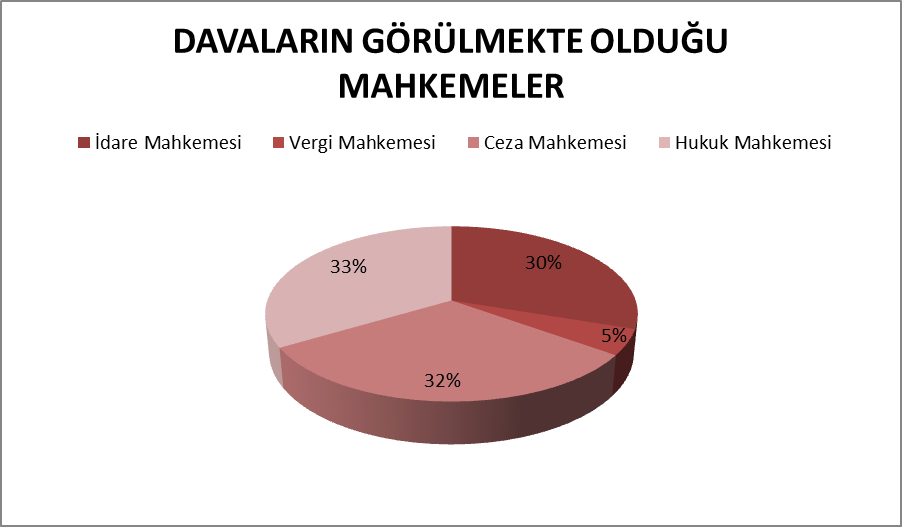 DAVALARIN GÖRÜLMEKTE OLDUĞU
MAHKEMELER
İdare Mahkemesi Vergi Mahkemesi Ceza Mahkemesi Hukuk Mahkemesi
33%
30%
5%
32%